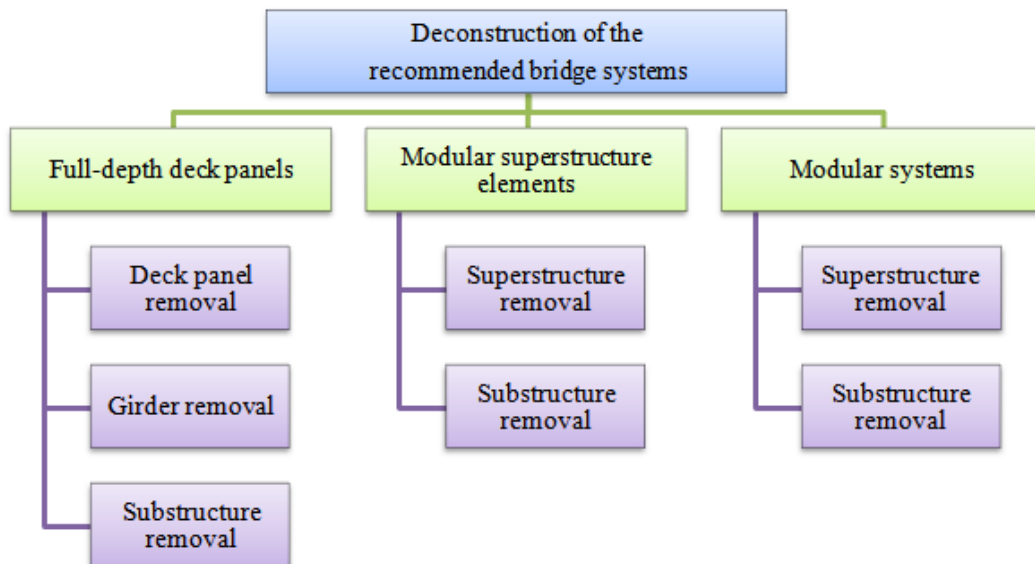 Deconstruction of the
recommended bridge systems
Full-depth deck panels
Modular superstructure
elements
Modular systems
Deck panel
removal
Superstructure
removal
Superstructure
removal
Girder removal
Substructure
removal
Substructure
removal
Substructure
removal